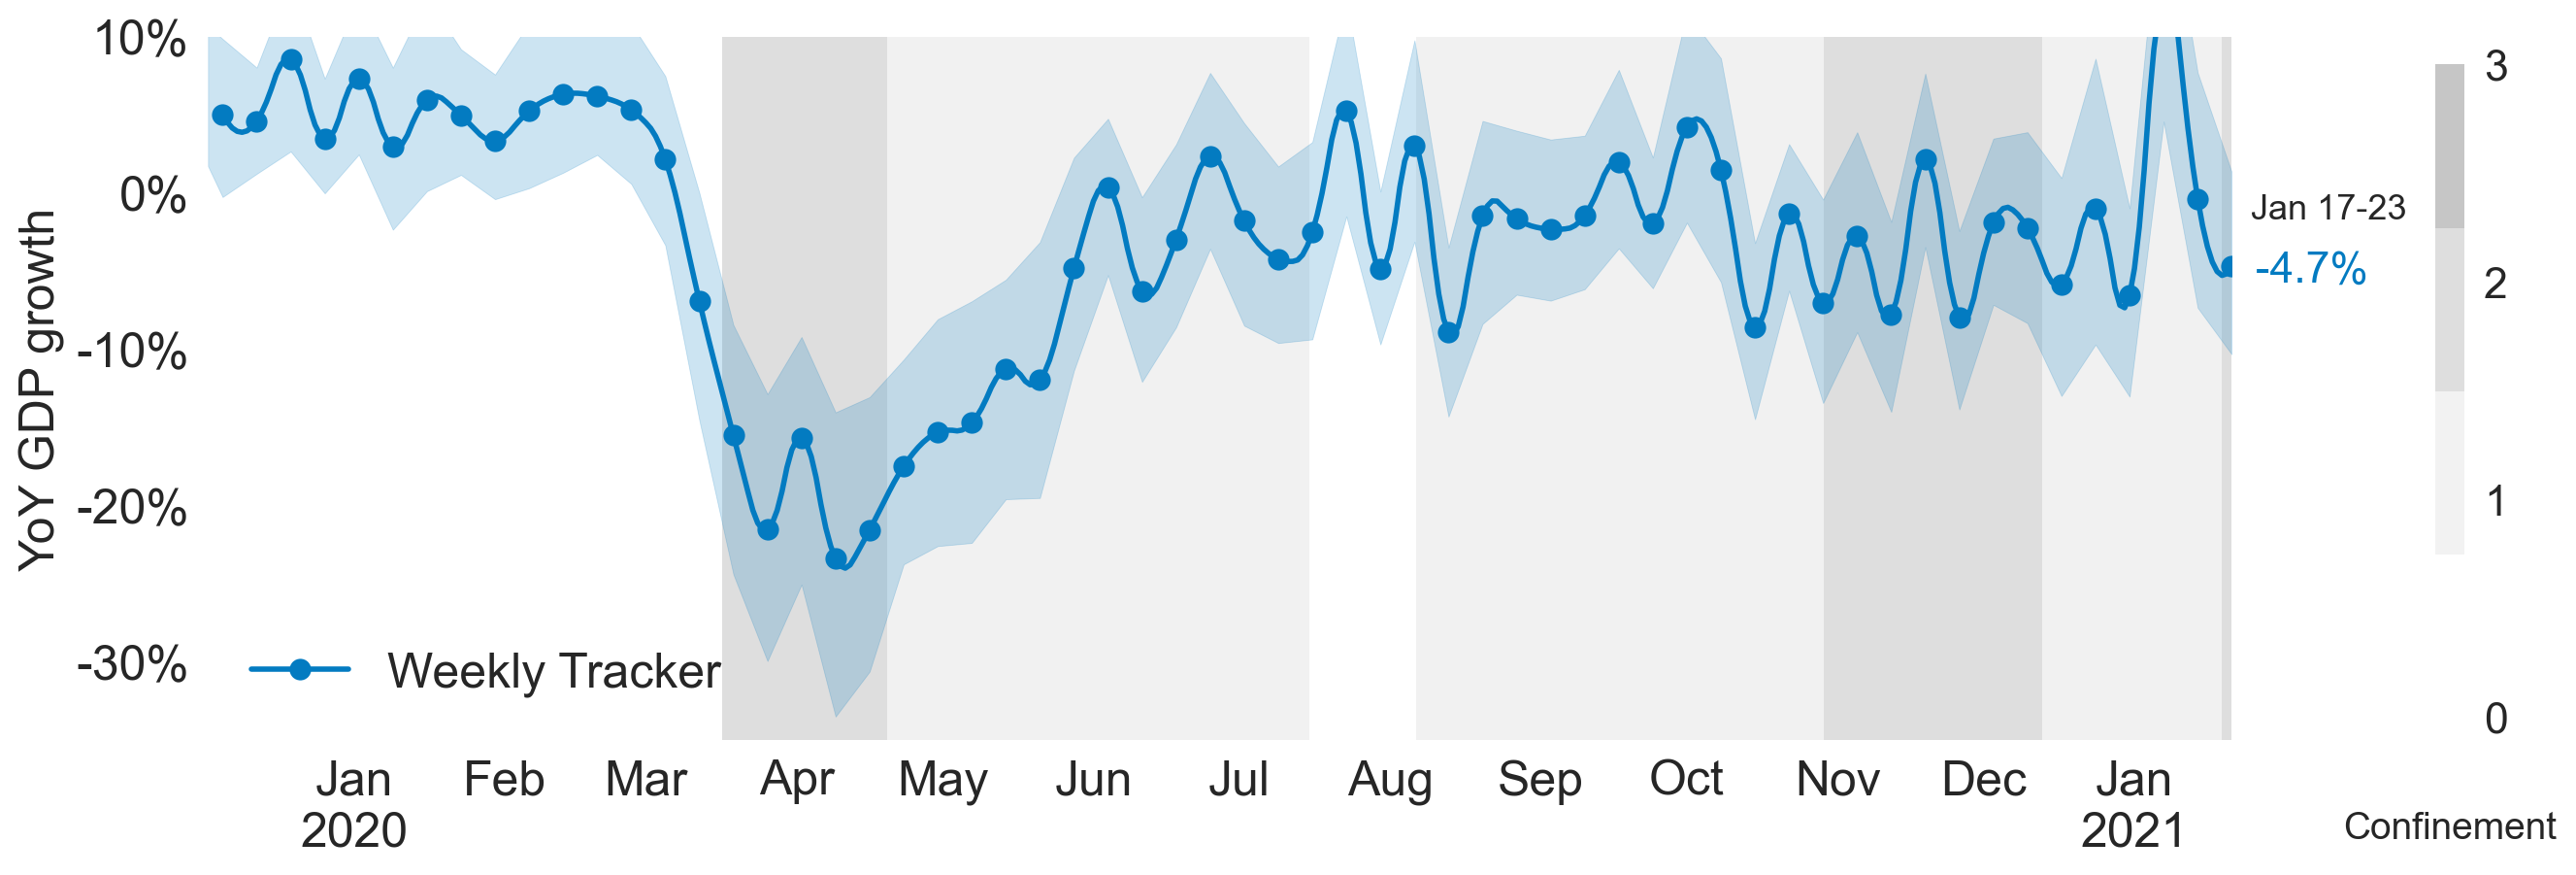 YoY GDP growth
10%
0%
-10%
-20%
-30%
Weekly Tracker
Jan 17-23
-4.7%
3
2
1
0
Jan Feb Mar Apr May Jun Jul Aug Sep Oct Nov Dec Jan
2020 2021
Confinement